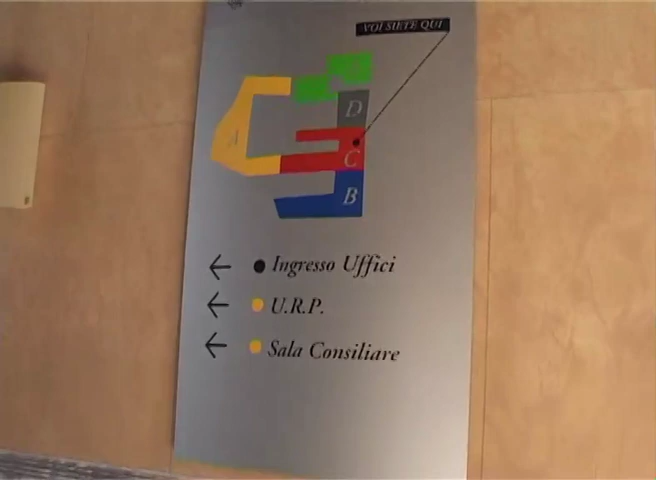 VOI SIETE QUI
A
D
C
B
Ingresso Uffici
U.R.P.
Sala Consiliare